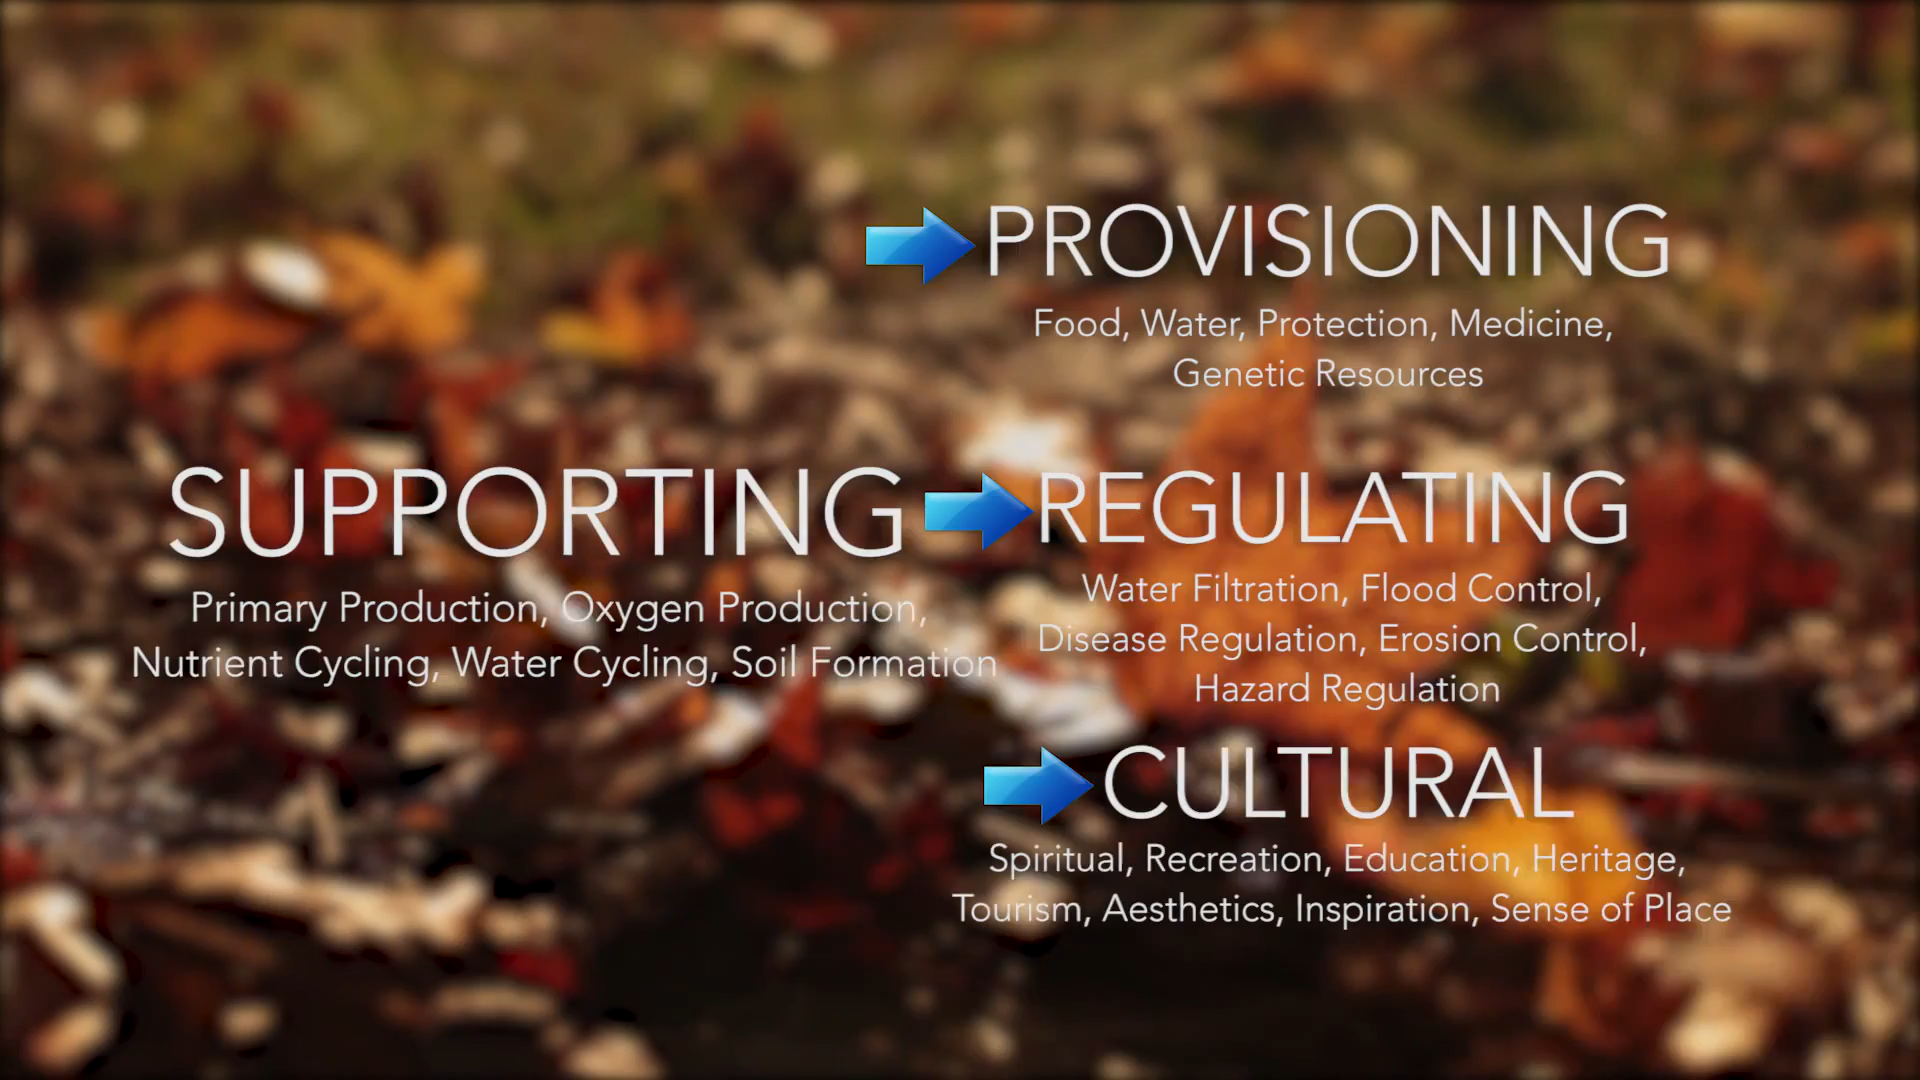 SUPPORTING
Primary Production, Oxygen Production,
Nutrient Cycling, Water Cycling, Soil Formation
PROVISIONING
Food, Water, Protection, Medicine,
Genetic Resources
REGULATING
Water Filtration, Flood Control,
Disease Regulation, Erosion Control,
Hazard Regulation
CULTURAL
Spiritual, Recreation, Education, Heritage,
Tourism, Aesthetics, Inspiration, Sense of Place